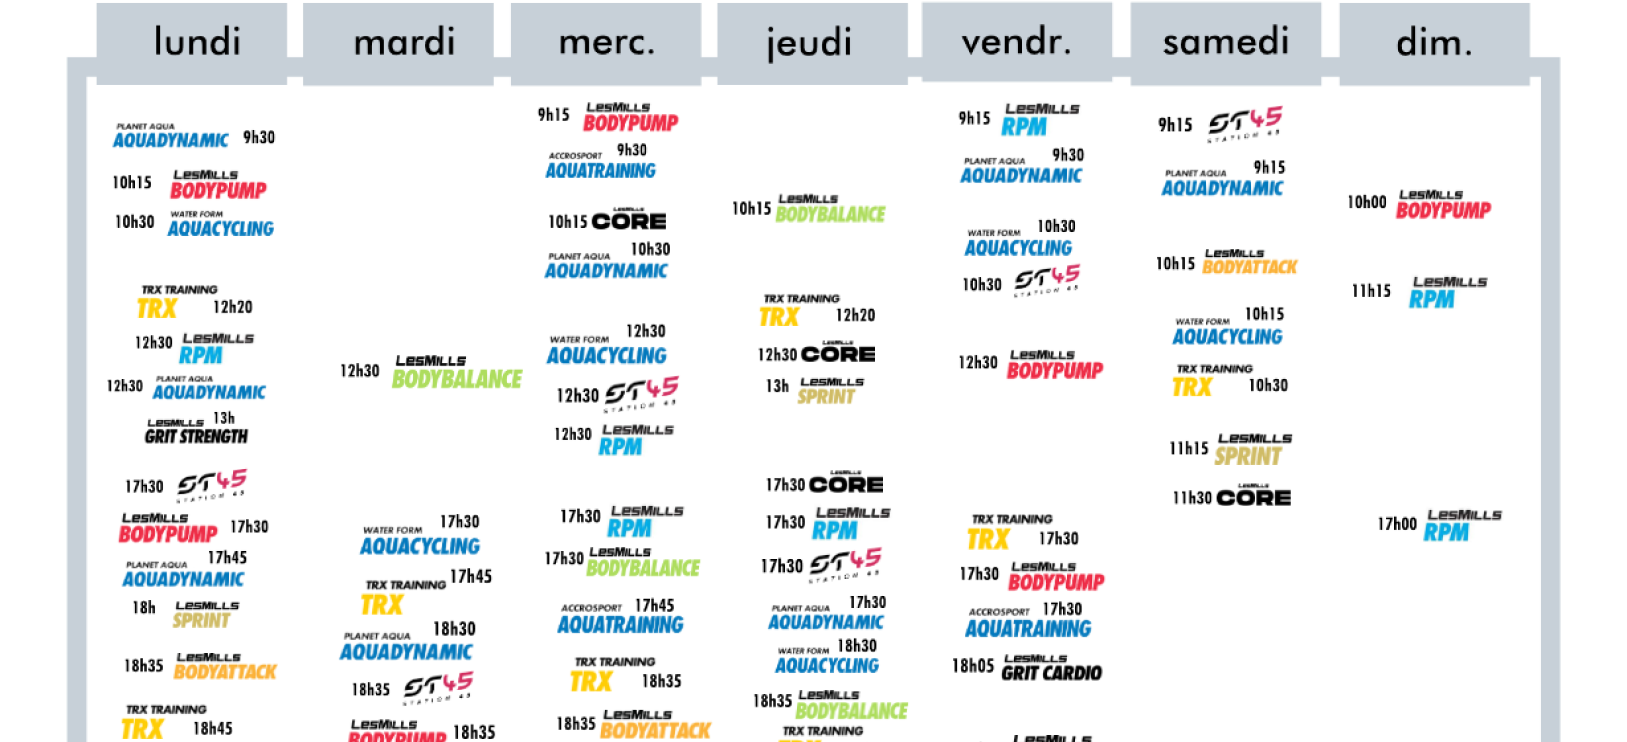 lundi
mardi
merc.
jeudi
vendr.
samedi
dim.
PLANET AQUA
AQUADYNAMIC 9h30
10h15 LesMILLS
BODYPUMP
10h30 WATER FORM
AQUACYCLING
TRX TRAINING
TRX 12h20
12h30 LesMILLS
RPM
12h30 PLANET AQUA
AQUADYNAMIC
LesMILLS 13h
GRIT STRENGTH
17h30 ST45
STATION 45
LesMILLS
BODYPUMP 17h30
17h45
PLANET AQUA
AQUADYNAMIC
18h LesMILLS
SPRINT
18h35 LesMILLS
BODYATTACK
TRX TRAINING
TRX 18h45
12h30 LesMILLS
BODYBALANCE
17h30
WATER FORM
AQUACYCLING
TRX TRAINING 17h45
TRX
18h30
PLANET AQUA
AQUADYNAMIC
18h35 ST45
STATION 45
LesMILLS
BODYPUMP 18h35
9h15 LesMILLS
BODYPUMP
9h30
ACCROSPORT
AQUATRAINING
LesMILLS
10h15 CORE
10h30
PLANET AQUA
AQUADYNAMIC
12h30
WATER FORM
AQUACYCLING
12h30 ST45
STATION 45
12h30 LesMILLS
RPM
17h30 LesMILLS
RPM
17h30 LesMILLS
BODYBALANCE
ACCROSPORT 17h45
AQUATRAINING
TRX TRAINING
TRX 18h35
18h35 LesMILLS
BODYATTACK
10h15 LesMILLS
BODYBALANCE
TRX TRAINING
TRX 12h20
LesMILLS
12h30 CORE
13h LesMILLS
SPRINT
LesMILLS
17h30 CORE
17h30 LesMILLS
RPM
17h30 ST45
STATION 45
17h30
PLANET AQUA
AQUADYNAMIC
WATER FORM 18h30
AQUACYCLING
18h35 LesMILLS
BODYBALANCE
TRX TRAINING
TRX
9h15 LesMILLS
RPM
9h30
PLANET AQUA
AQUADYNAMIC
10h30
WATER FORM
AQUACYCLING
10h30 ST45
STATION 45
12h30 LesMILLS
BODYPUMP
TRX TRAINING
TRX 17h30
17h30 LesMILLS
BODYPUMP
ACCROSPORT 17h30
AQUATRAINING
18h05 LesMILLS
GRIT CARDIO
LesMILLS
9h15 ST45
STATION 45
9h15
PLANET AQUA
AQUADYNAMIC
10h15 LesMILLS
BODYATTACK
10h15
WATER FORM
AQUACYCLING
TRX TRAINING
TRX 10h30
11h15 LesMILLS
SPRINT
LesMILLS
11h30 CORE
10h00 LesMILLS
BODYPUMP
11h15 LesMILLS
RPM
17h00 LesMILLS
RPM